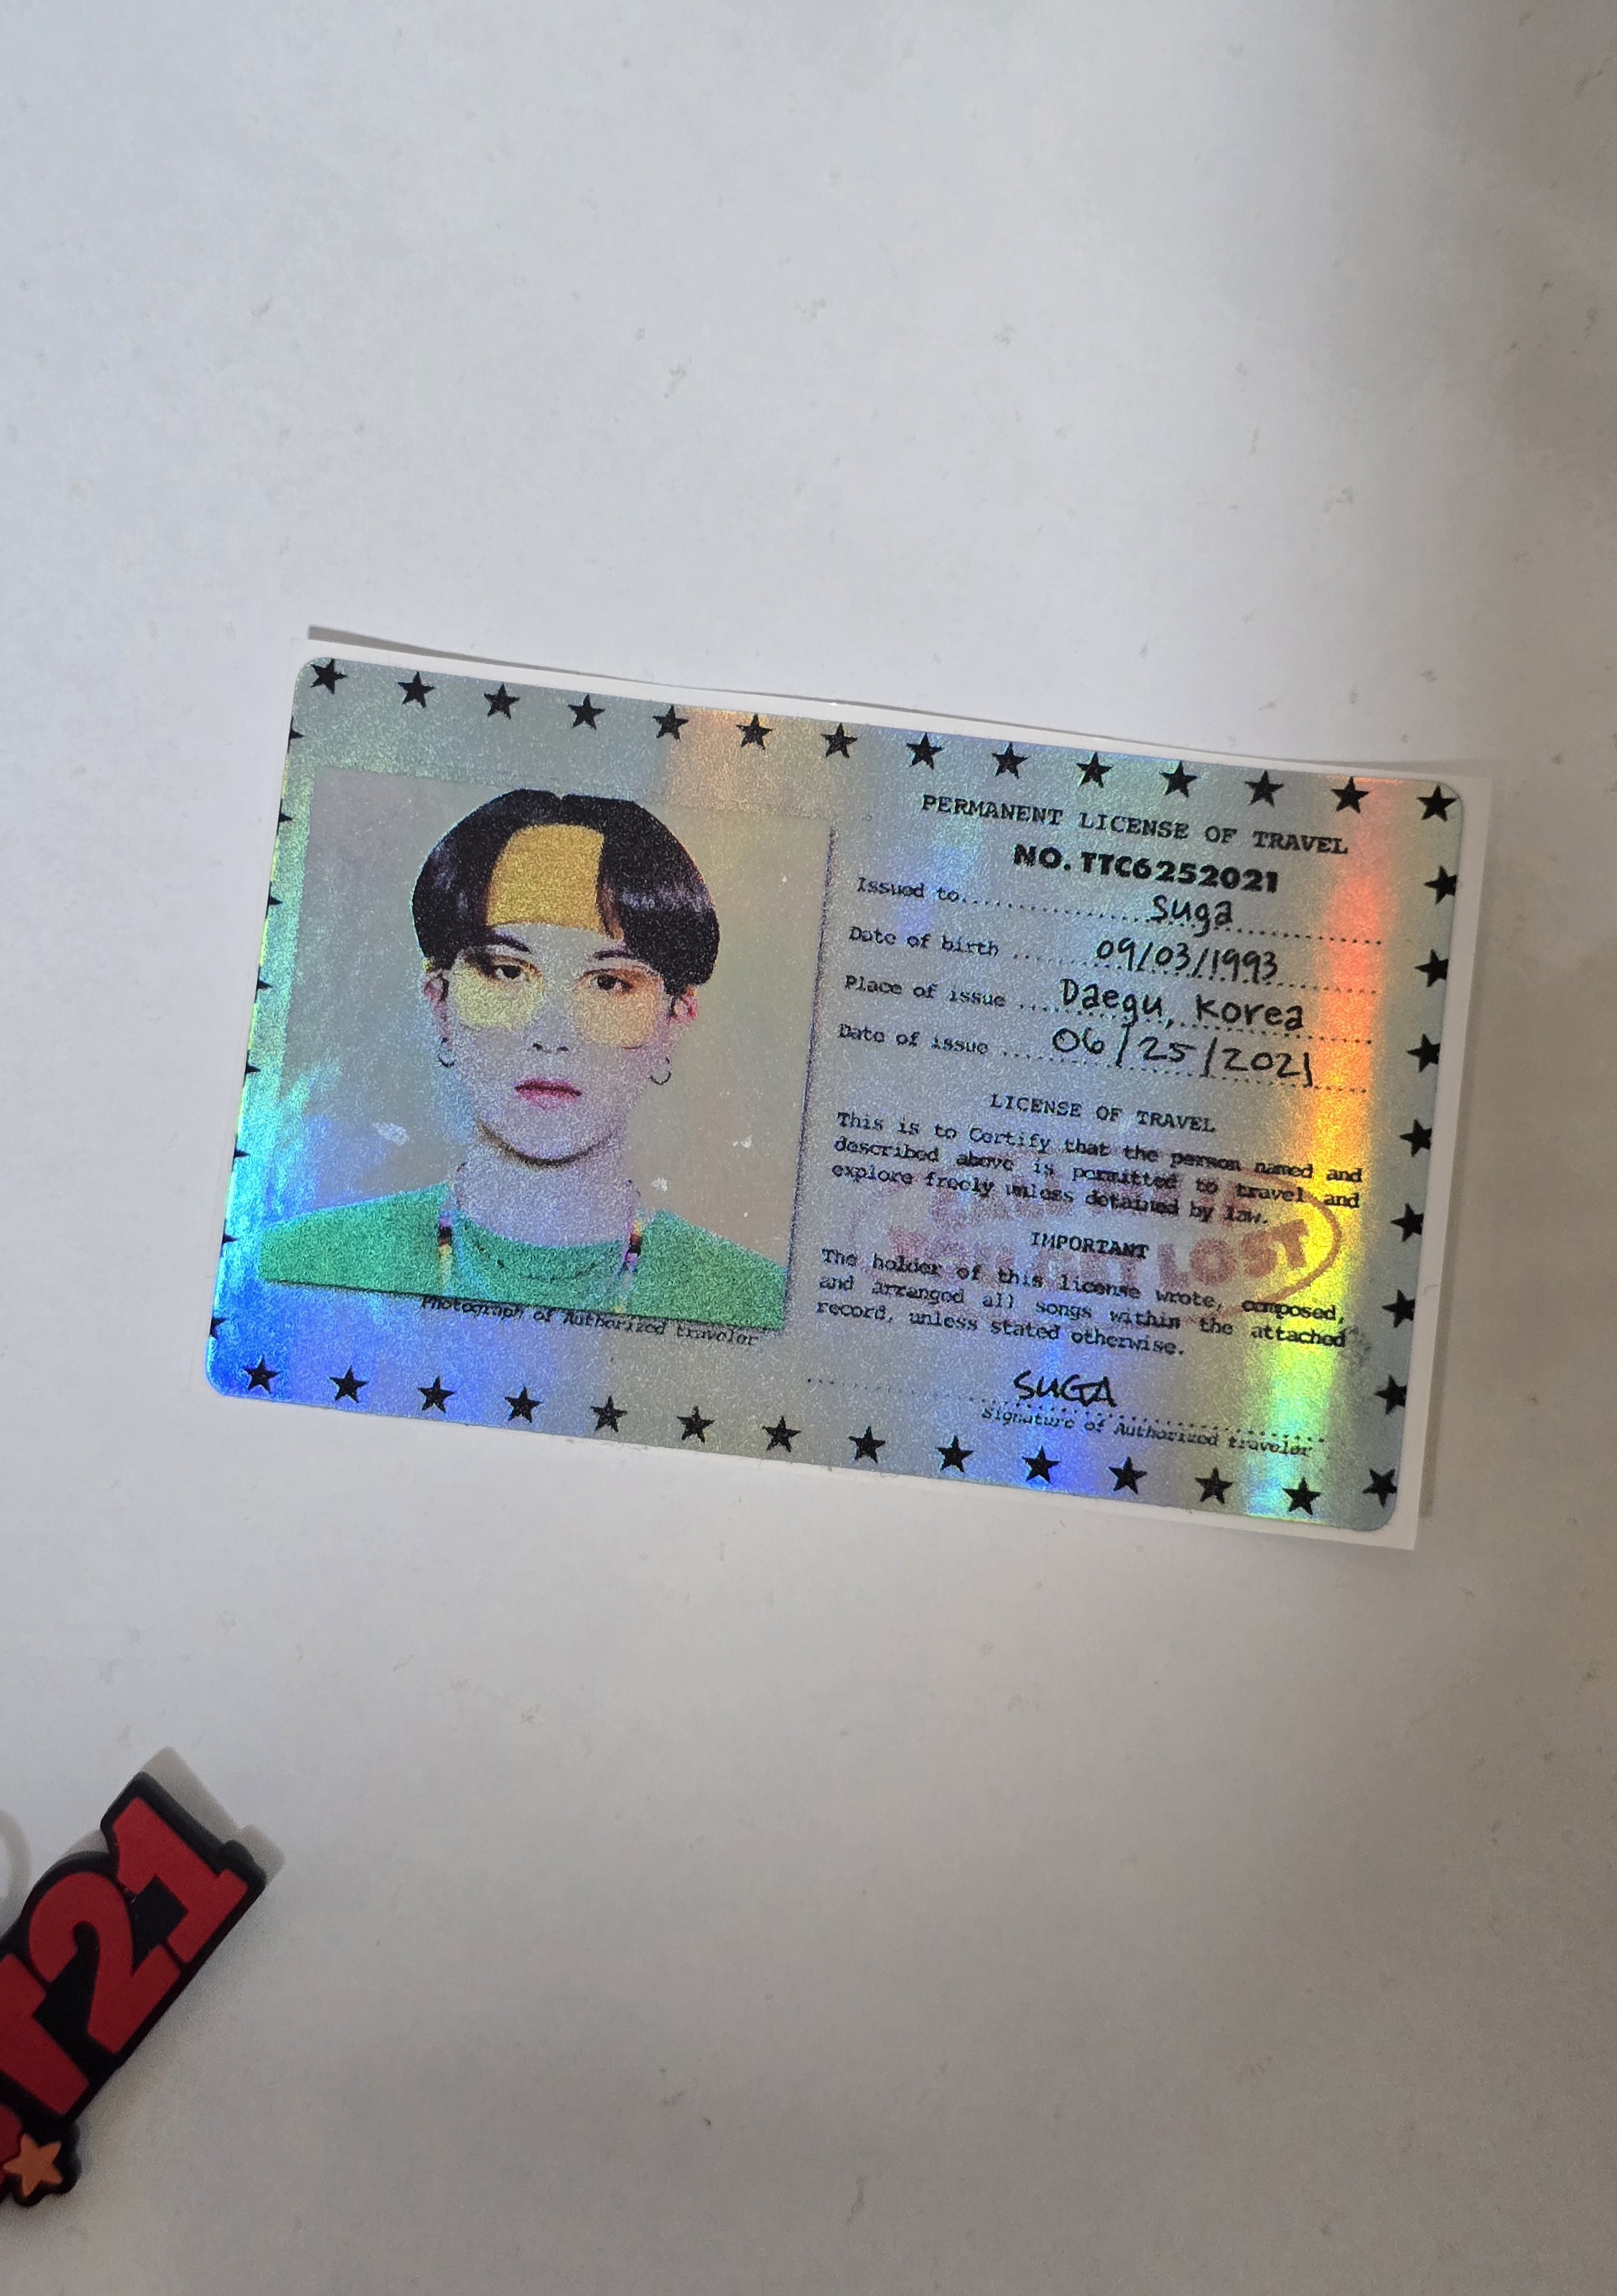 PERMANENT LICENSE OF TRAVEL
NO. TTC6252021
Issued to.................Suga
Date of birth ......09/03/1993
Place of issue ...Daegu, Korea
Date of issue ....06/25/2021
LICENSE OF TRAVEL
This is to Certify that the person named and
described above is permitted to travel and
explore freely unless detained by law.
IMPORTANT
The holder of this license wrote, composed,
and arranged all songs within the attached
record, unless stated otherwise.
LOST
SUGA
Signature of Authorized traveler
Photograph of Authorized traveler
21